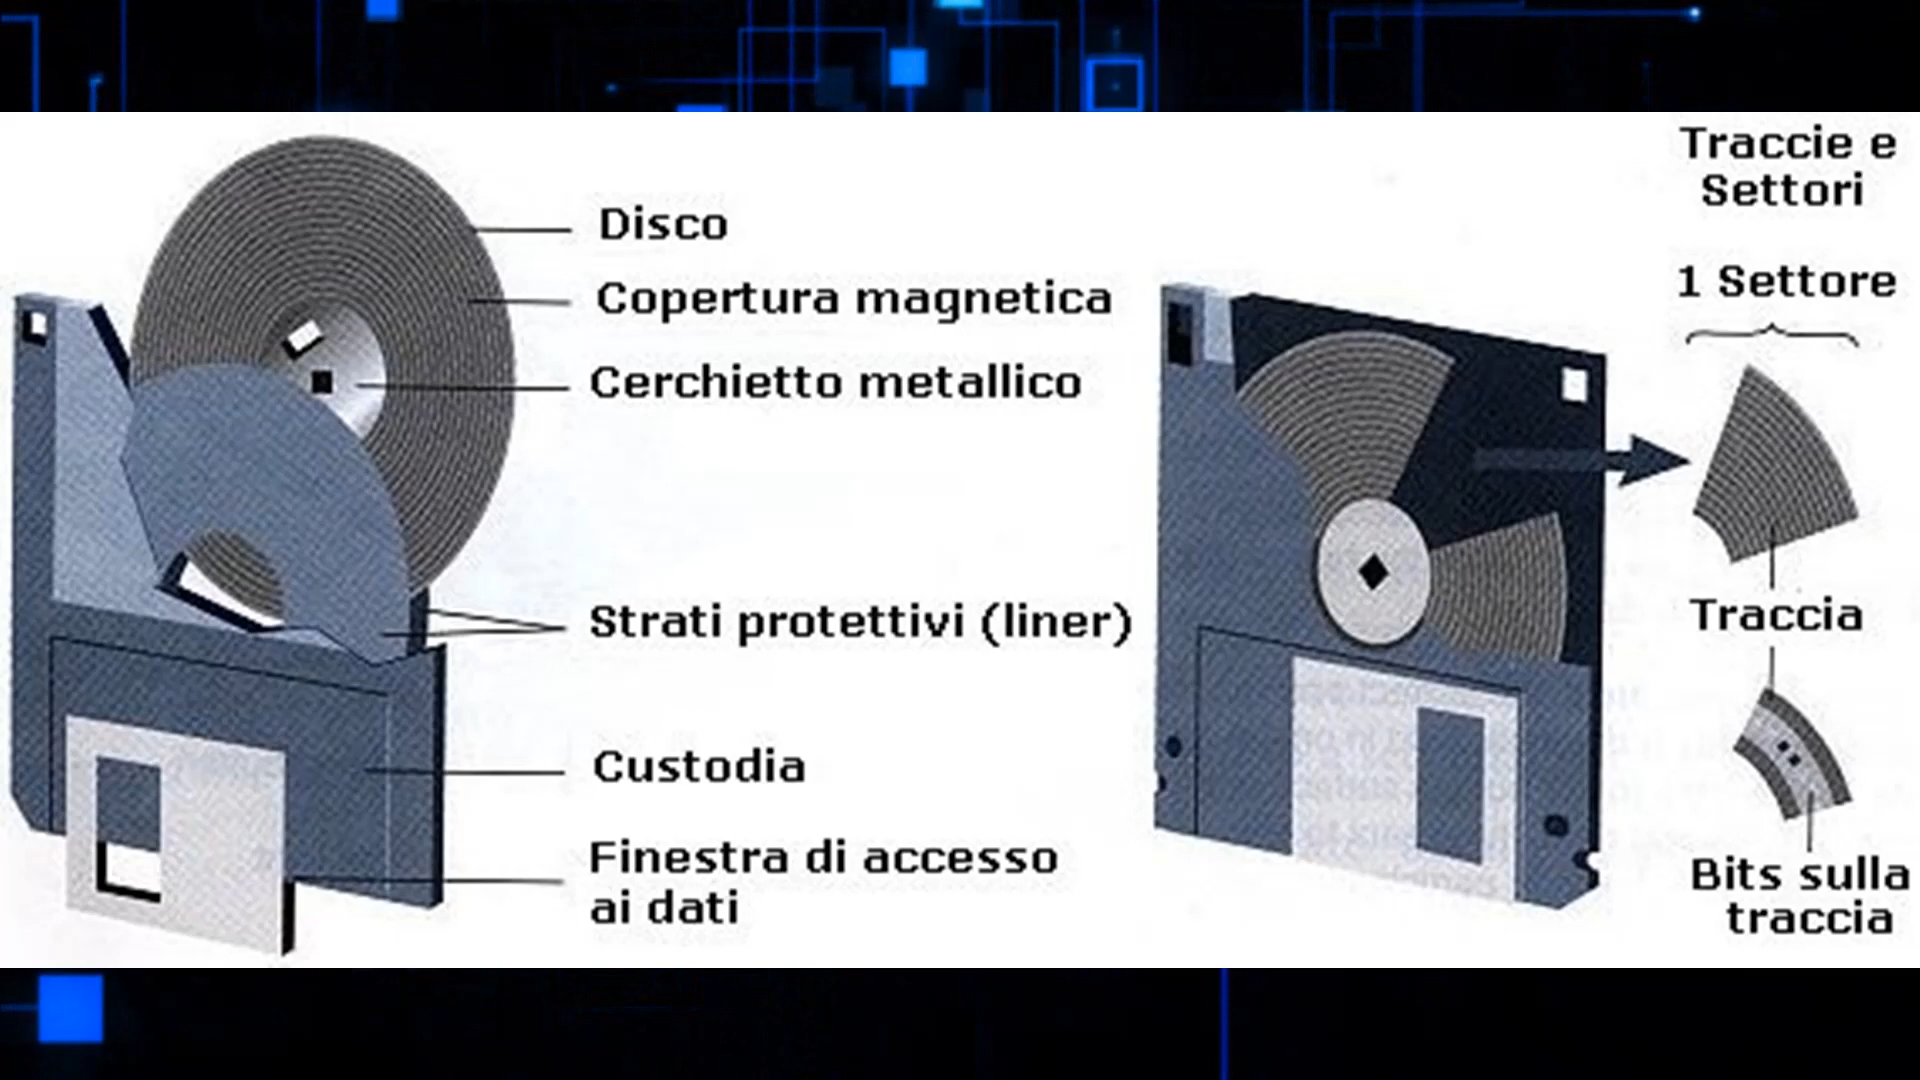 Disco
Copertura magnetica
Cerchietto metallico
Strati protettivi (liner)
Custodia
Finestra di accesso
ai dati
Traccie e
Settori
1 Settore
Traccia
Bits sulla
traccia